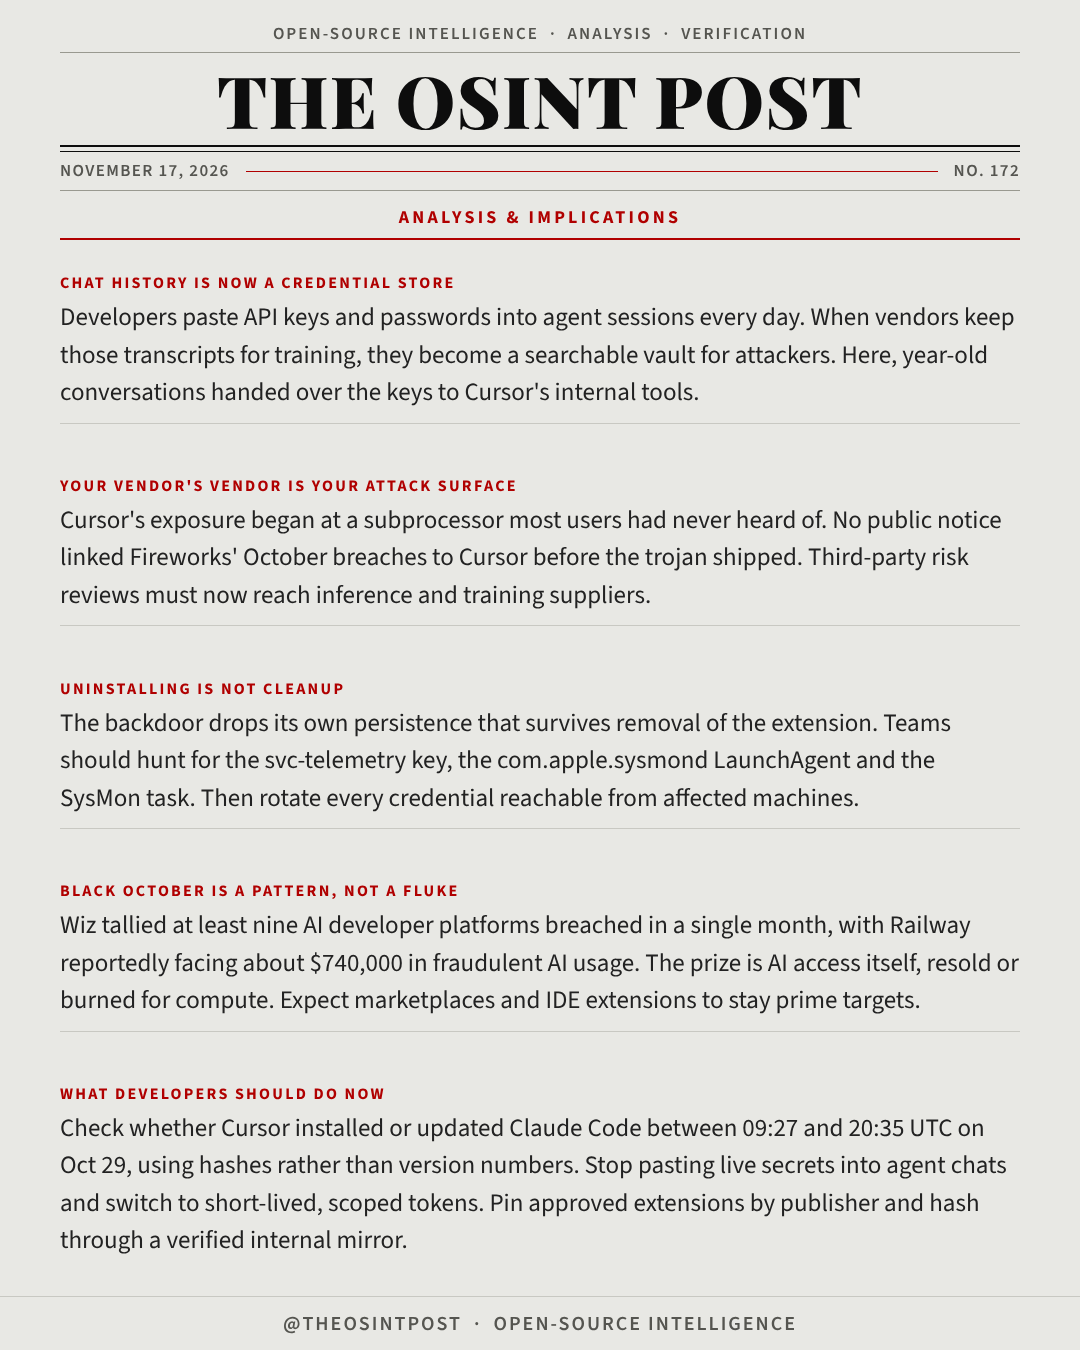 OPEN-SOURCE INTELLIGENCE · ANALYSIS · VERIFICATION
THE OSINT POST
NOVEMBER 17, 2026 NO. 172
ANALYSIS & IMPLICATIONS
CHAT HISTORY IS NOW A CREDENTIAL STORE
Developers paste API keys and passwords into agent sessions every day. When vendors keep
those transcripts for training, they become a searchable vault for attackers. Here, year-old
conversations handed over the keys to Cursor's internal tools.
YOUR VENDOR'S VENDOR IS YOUR ATTACK SURFACE
Cursor's exposure began at a subprocessor most users had never heard of. No public notice
linked Fireworks' October breaches to Cursor before the trojan shipped. Third-party risk
reviews must now reach inference and training suppliers.
UNINSTALLING IS NOT CLEANUP
The backdoor drops its own persistence that survives removal of the extension. Teams
should hunt for the svc-telemetry key, the com.apple.sysmond LaunchAgent and the
SysMon task. Then rotate every credential reachable from affected machines.
BLACK OCTOBER IS A PATTERN, NOT A FLUKE
Wiz tallied at least nine AI developer platforms breached in a single month, with Railway
reportedly facing about $740,000 in fraudulent AI usage. The prize is AI access itself, resold or
burned for compute. Expect marketplaces and IDE extensions to stay prime targets.
WHAT DEVELOPERS SHOULD DO NOW
Check whether Cursor installed or updated Claude Code between 09:27 and 20:35 UTC on
Oct 29, using hashes rather than version numbers. Stop pasting live secrets into agent chats
and switch to short-lived, scoped tokens. Pin approved extensions by publisher and hash
through a verified internal mirror.
@THEOSINTPOST · OPEN-SOURCE INTELLIGENCE